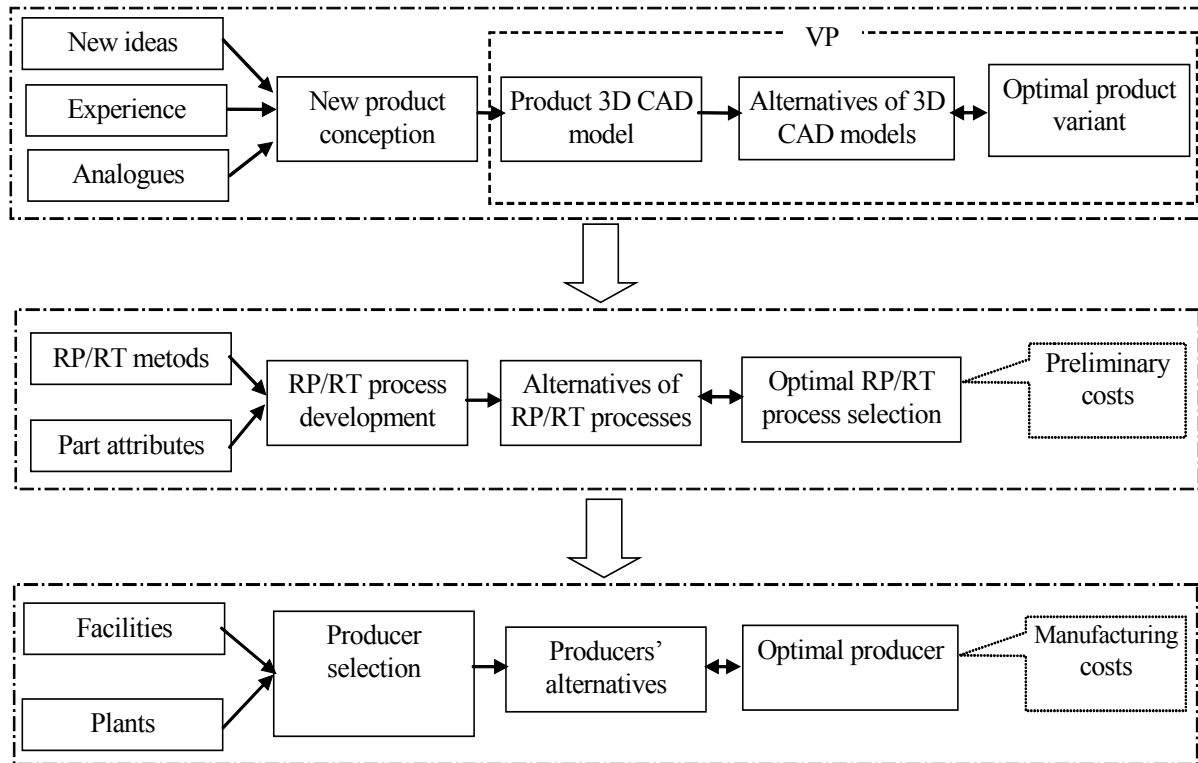 VP
New ideas
Experience
Analogues
New product
conception
Product 3D CAD
model
Alternatives of 3D
CAD models
Optimal product
variant
RP/RT metods
Part attributes
RP/RT process
development
Alternatives of
RP/RT processes
Optimal RP/RT
process selection
Preliminary
costs
Facilities
Plants
Producer
selection
Producers’
alternatives
Optimal producer
Manufacturing
costs